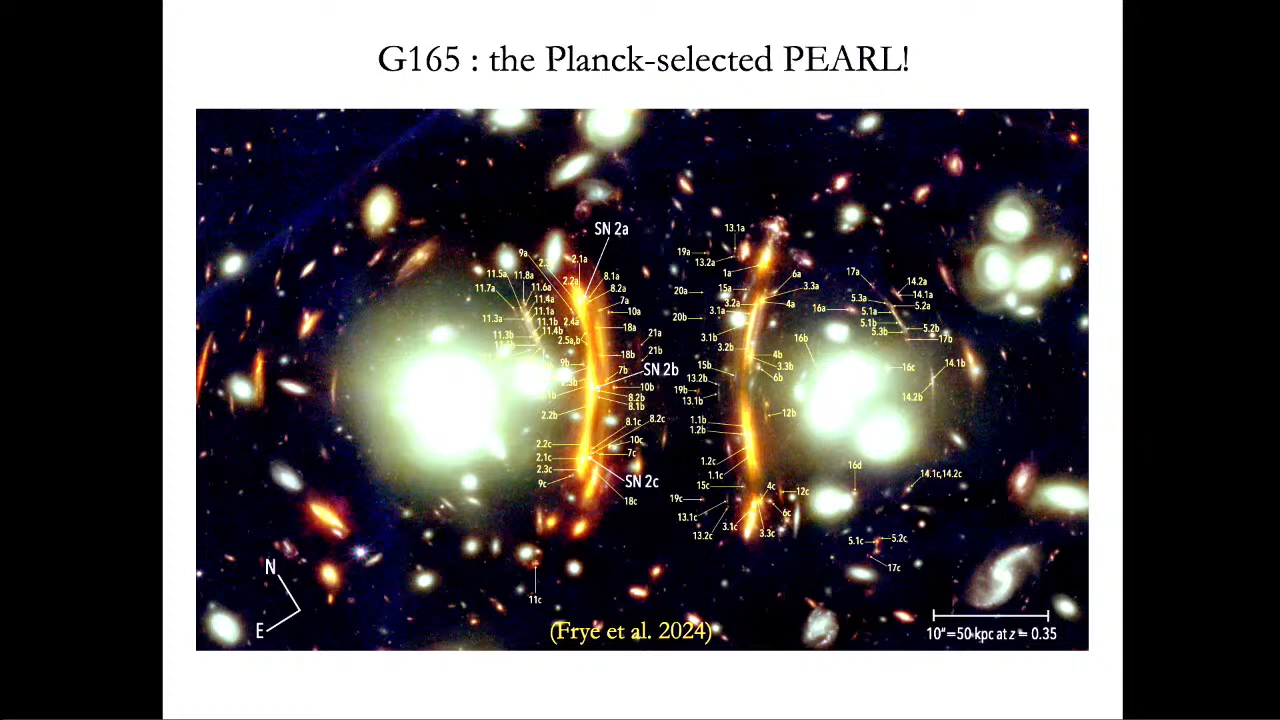 G165 : the Planck-selected PEARL!
SN 2a
9a
2.1a
2.2a
11.5a
11.8a
8.1a
11.7a
11.6a
8.2a
11.4a
7a
11.1a
10a
11.3a
11.1b
2.4a
18a
11.4b
21a
11.3b
2.5a,b
21b
18b
9b
7b
SN 2b
2.3b
10b
8.2b
8.1b
2.2b
8.1c
8.2c
2.2c
10c
2.1c
7c
2.3c
9c
SN 2c
18c
11c
13.1a
19a
13.2a
1a
6a
20a
15a
3.3a
3.2a
4a
3.1a
20b
3.1b
3.2b
4b
3.3b
15b
6b
13.2b
19b
13.1b
12b
1.1b
1.2b
1.2c
1.1c
15c
4c
12c
19c
6c
13.1c
3.1c
3.3c
13.2c
17a
14.2a
14.1a
5.3a
5.2a
16a
5.1a
5.1b
5.2b
5.3b
17b
16b
14.1b
16c
14.2b
16d
14.1c,14.2c
5.1c
5.2c
17c
N
E
(Frye et al. 2024)
10"=50 kpc at z = 0.35